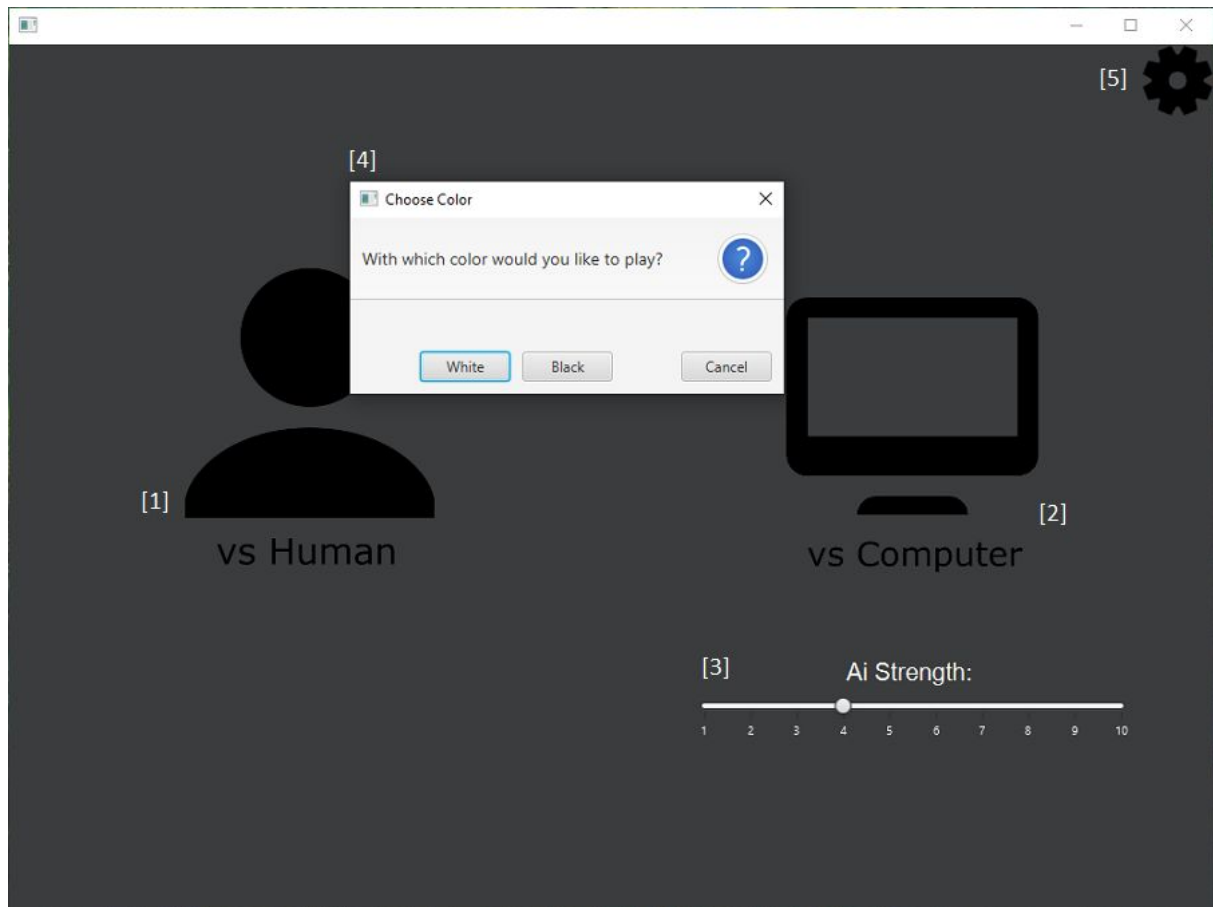 [5]
[4]
Choose Color
With which color would you like to play?
?
White Black Cancel
[1]
vs Human
[2]
vs Computer
[3] Ai Strength:
1 2 3 4 5 6 7 8 9 10